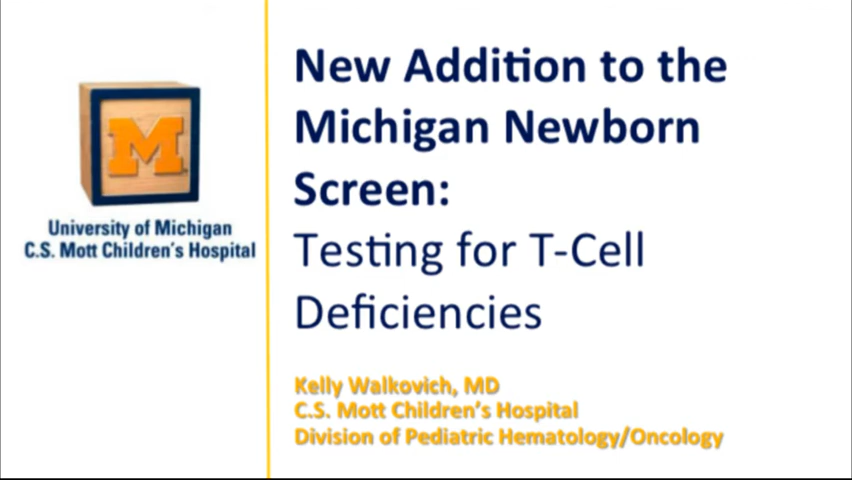 M
University of Michigan
C.S. Mott Children's Hospital
New Addition to the
Michigan Newborn
Screen:
Testing for T-Cell
Deficiencies
Kelly Walkovich, MD
C.S. Mott Children's Hospital
Division of Pediatric Hematology/Oncology